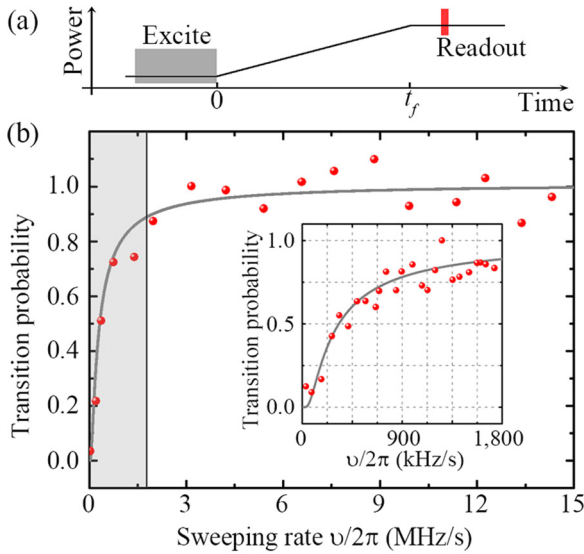 (a)
Power
Excite
Readout
0
t_f
Time
(b)
Transition probability
1.0
0.8
0.6
0.4
0.2
0.0
0 3 6 9 12 15
Sweeping rate υ/2π (MHz/s)
Transition probability
1.0
0.5
0.0
0 900 1,800
υ/2π (kHz/s)